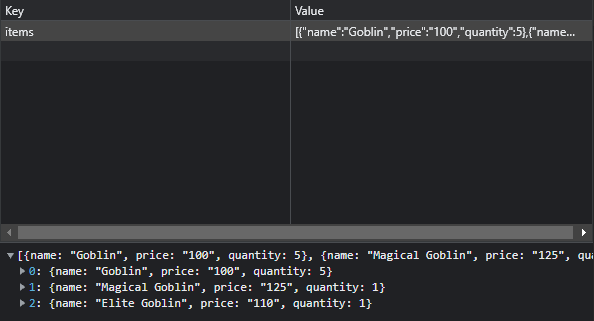 Key Value
items [{"name":"Goblin","price":"100","quantity":5},{"name...
[{name: "Goblin", price: "100", quantity: 5}, {name: "Magical Goblin", price: "125", qua
0: {name: "Goblin", price: "100", quantity: 5}
1: {name: "Magical Goblin", price: "125", quantity: 1}
2: {name: "Elite Goblin", price: "110", quantity: 1}